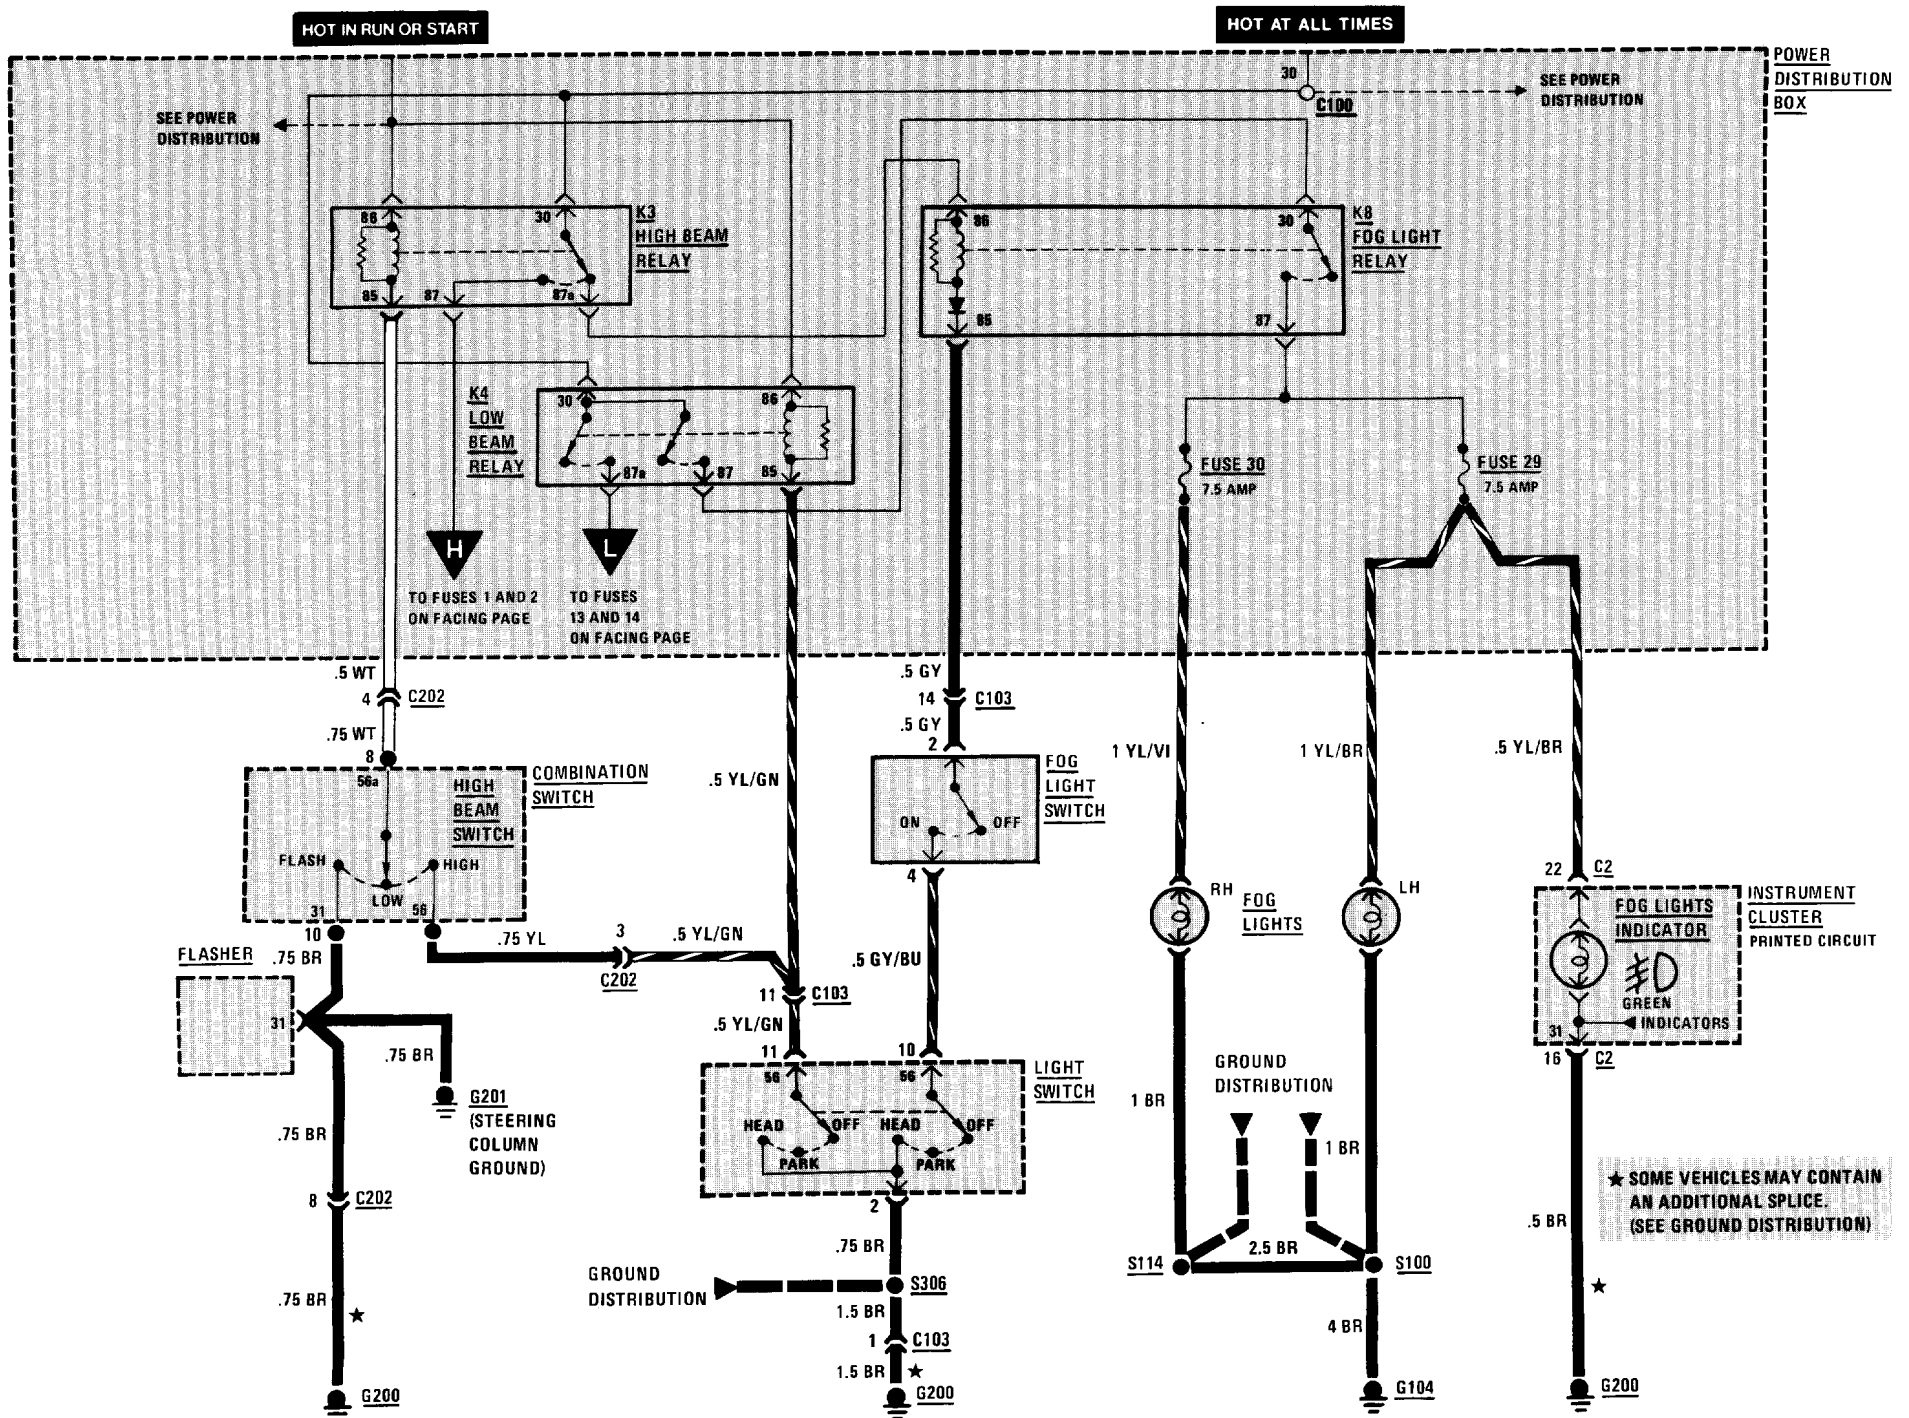 HOT IN RUN OR START
HOT AT ALL TIMES
POWER
DISTRIBUTION
BOX
30
C100
SEE POWER
DISTRIBUTION
SEE POWER
DISTRIBUTION
86
30
85
87
87a
K3
HIGH BEAM
RELAY
86
30
85
87
K8
FOG LIGHT
RELAY
K4
LOW
BEAM
RELAY
30
86
87a
87
85
FUSE 30
7.5 AMP
FUSE 29
7.5 AMP
H
L
TO FUSES 1 AND 2
ON FACING PAGE
TO FUSES
13 AND 14
ON FACING PAGE
.5 WT
4
C202
.75 WT
8
56a
HIGH
BEAM
SWITCH
COMBINATION
SWITCH
FLASH
LOW
HIGH
31
56
10
.75 BR
FLASHER
31
.75 BR
G201
(STEERING
COLUMN
GROUND)
.75 BR
8
C202
.75 BR
★
G200
.75 YL
3
C202
.5 YL/GN
.5 YL/GN
11
C103
.5 YL/GN
11
.5 GY
14
C103
.5 GY
2
FOG
LIGHT
SWITCH
ON
OFF
4
.5 GY/BU
10
56
56
LIGHT
SWITCH
HEAD
OFF
PARK
HEAD
OFF
PARK
2
.75 BR
GROUND
DISTRIBUTION
S306
1.5 BR
1
C103
1.5 BR
★
G200
1 YL/VI
1 YL/BR
.5 YL/BR
RH
FOG
LIGHTS
LH
1 BR
GROUND
DISTRIBUTION
1 BR
2.5 BR
S114
S100
4 BR
G104
22
C2
INSTRUMENT
CLUSTER
PRINTED CIRCUIT
FOG LIGHTS
INDICATOR
GREEN
INDICATORS
31
16
C2
.5 BR
★
G200
★ SOME VEHICLES MAY CONTAIN
AN ADDITIONAL SPLICE.
(SEE GROUND DISTRIBUTION)